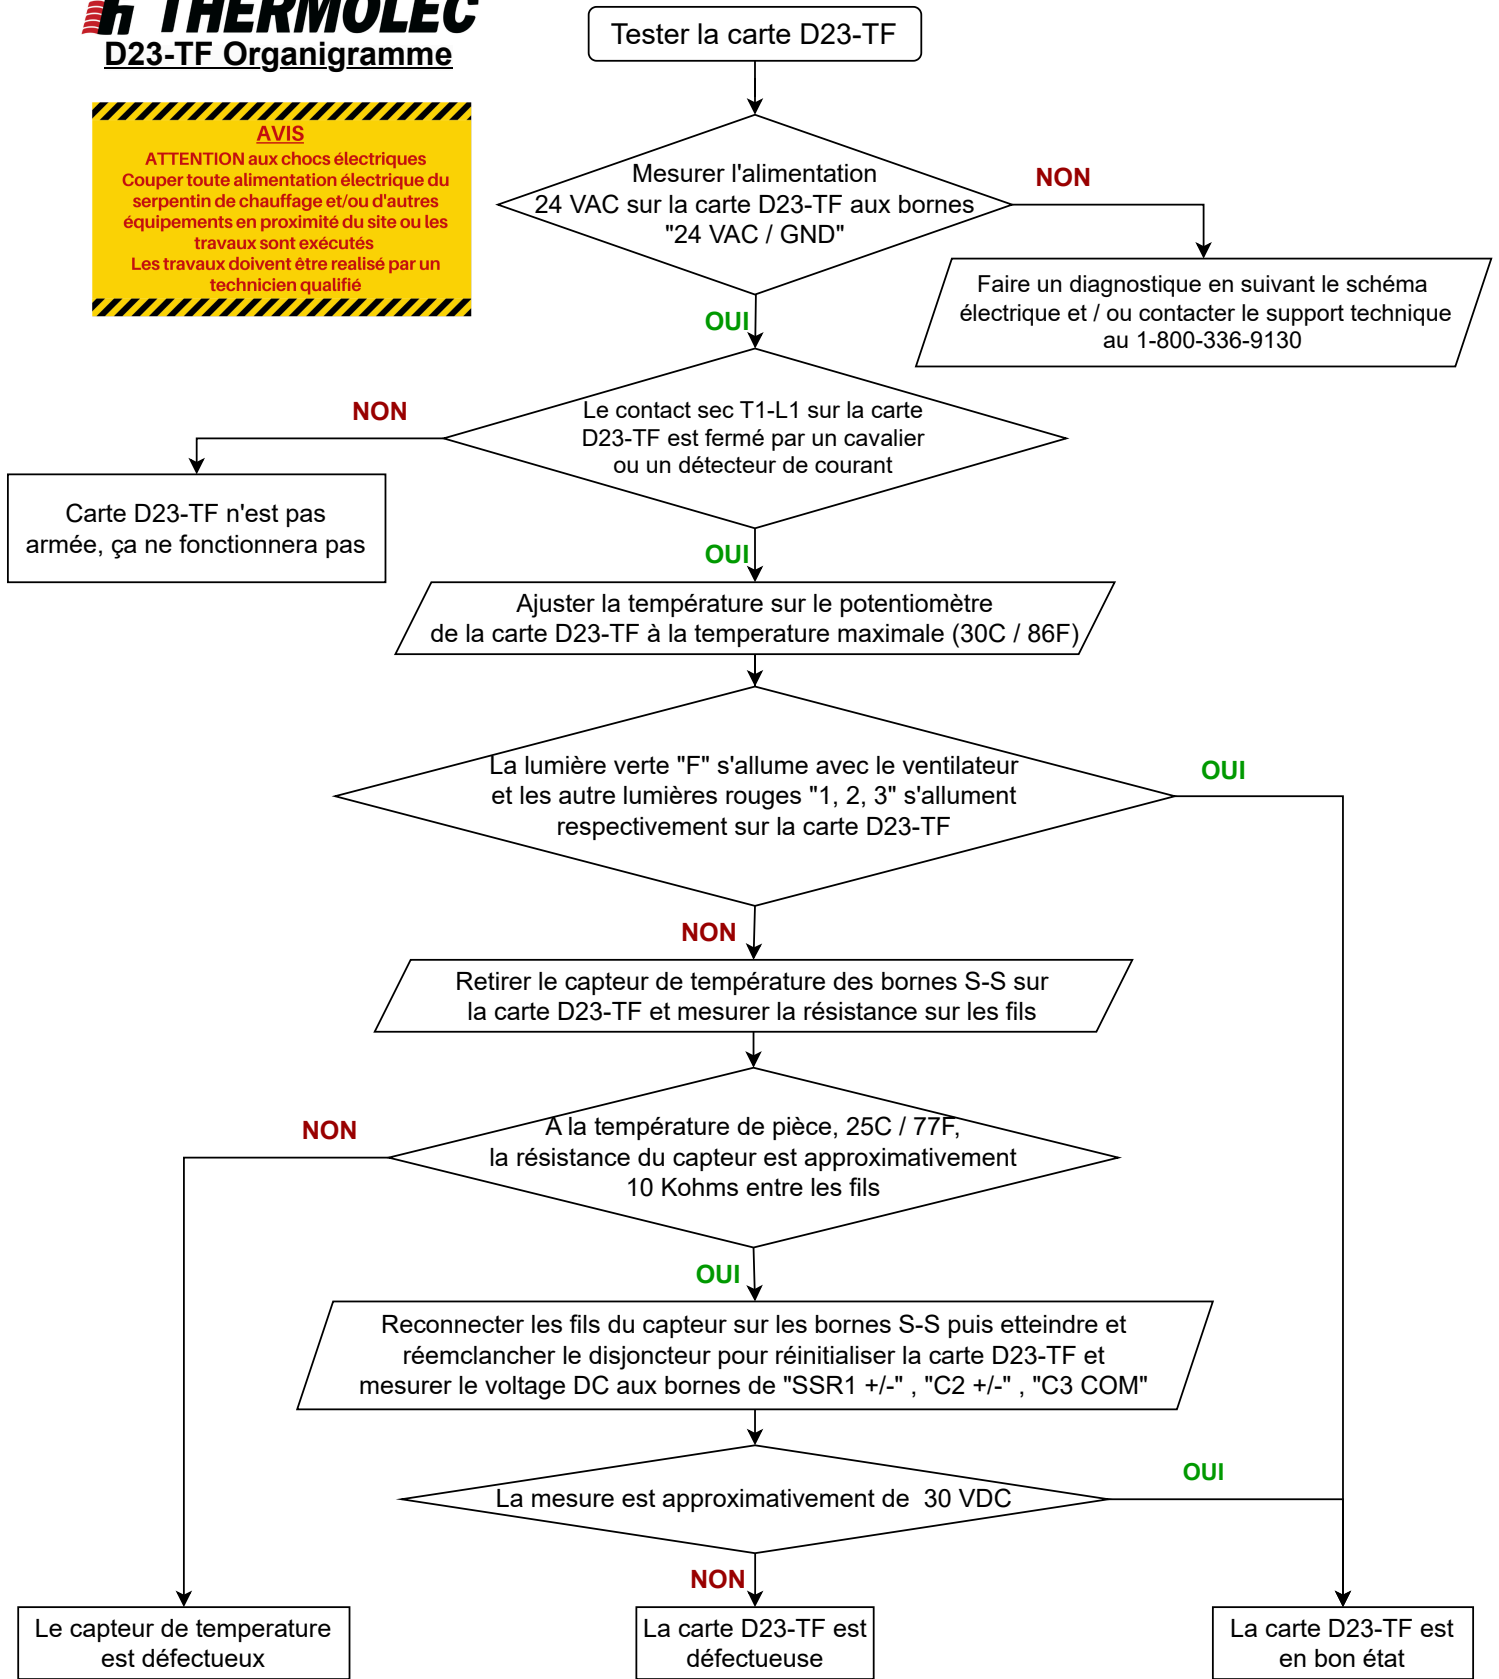 THERMOLEC
D23-TF Organigramme
AVIS
ATTENTION aux chocs électriques
Couper toute alimentation électrique du
serpentin de chauffage et/ou d'autres
équipements en proximité du site ou les
travaux sont exécutés
Les travaux doivent être realisé par un
technicien qualifié
Tester la carte D23-TF
Mesurer l'alimentation
24 VAC sur la carte D23-TF aux bornes
"24 VAC / GND"
NON
Faire un diagnostique en suivant le schéma
électrique et / ou contacter le support technique
au 1-800-336-9130
OUI
Le contact sec T1-L1 sur la carte
D23-TF est fermé par un cavalier
ou un détecteur de courant
NON
Carte D23-TF n'est pas
armée, ça ne fonctionnera pas
OUI
Ajuster la température sur le potentiomètre
de la carte D23-TF à la temperature maximale (30C / 86F)
La lumière verte "F" s'allume avec le ventilateur
et les autre lumières rouges "1, 2, 3" s'allument
respectivement sur la carte D23-TF
OUI
NON
Retirer le capteur de température des bornes S-S sur
la carte D23-TF et mesurer la résistance sur les fils
A la température de pièce, 25C / 77F,
la résistance du capteur est approximativement
10 Kohms entre les fils
NON
OUI
Reconnecter les fils du capteur sur les bornes S-S puis etteindre et
réemclancher le disjoncteur pour réinitialiser la carte D23-TF et
mesurer le voltage DC aux bornes de "SSR1 +/-" , "C2 +/-" , "C3 COM"
La mesure est approximativement de  30 VDC
OUI
NON
Le capteur de temperature
est défectueux
La carte D23-TF est
défectueuse
La carte D23-TF est
en bon état